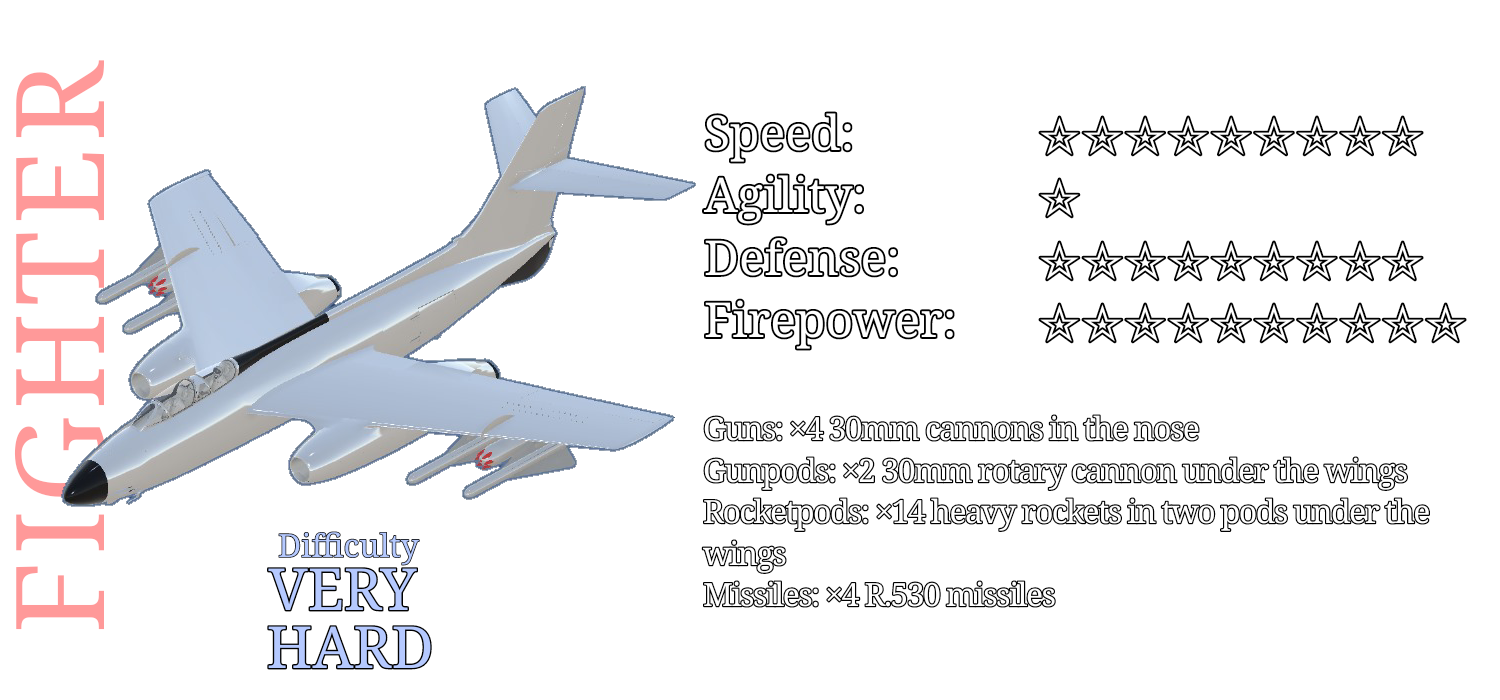 FIGHTER
Speed: ☆☆☆☆☆☆☆☆☆
Agility: ☆
Defense: ☆☆☆☆☆☆☆☆☆
Firepower: ☆☆☆☆☆☆☆☆☆☆
Guns: ×4 30mm cannons in the nose
Gunpods: ×2 30mm rotary cannon under the wings
Rocketpods: ×14 heavy rockets in two pods under the
wings
Missiles: ×4 R.530 missiles
Difficulty
VERY
HARD